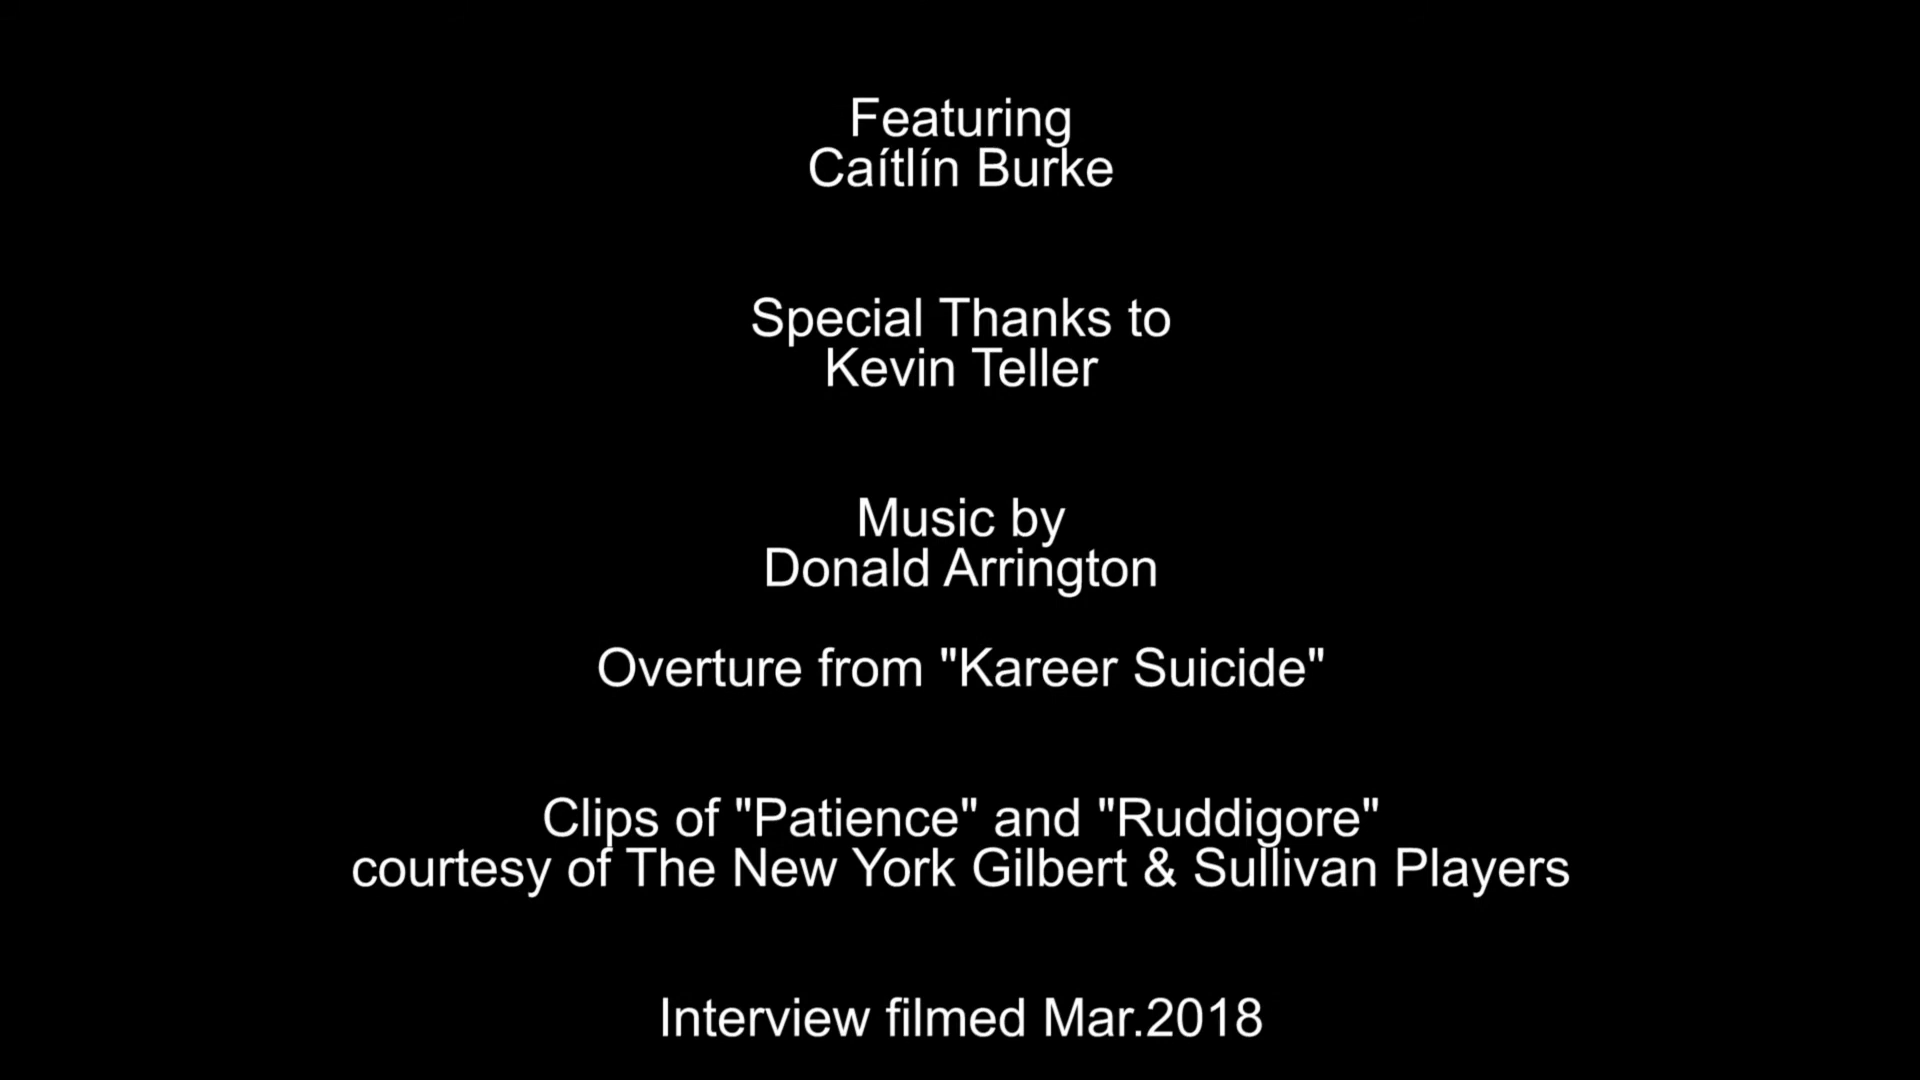 Featuring
Caítlín Burke
Special Thanks to
Kevin Teller
Music by
Donald Arrington
Overture from "Kareer Suicide"
Clips of "Patience" and "Ruddigore"
courtesy of The New York Gilbert & Sullivan Players
Interview filmed Mar.2018